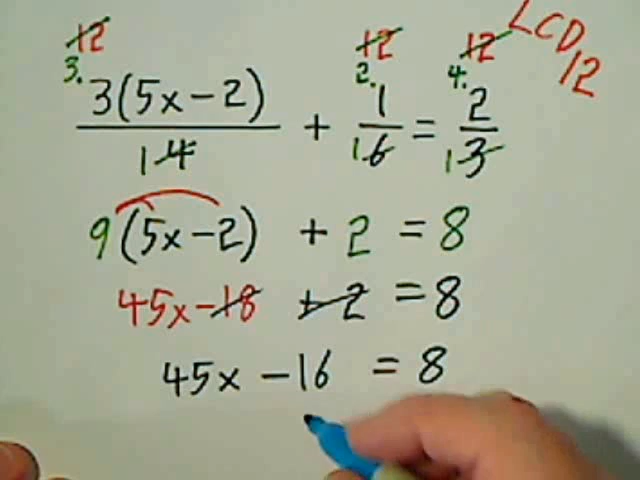 12 12 12 LCD 12
3. 2. 4.
3(5x-2)/14 + 1/16 = 2/13
9(5x-2) + 2 = 8
45x-18 +2 = 8
45x - 16 = 8